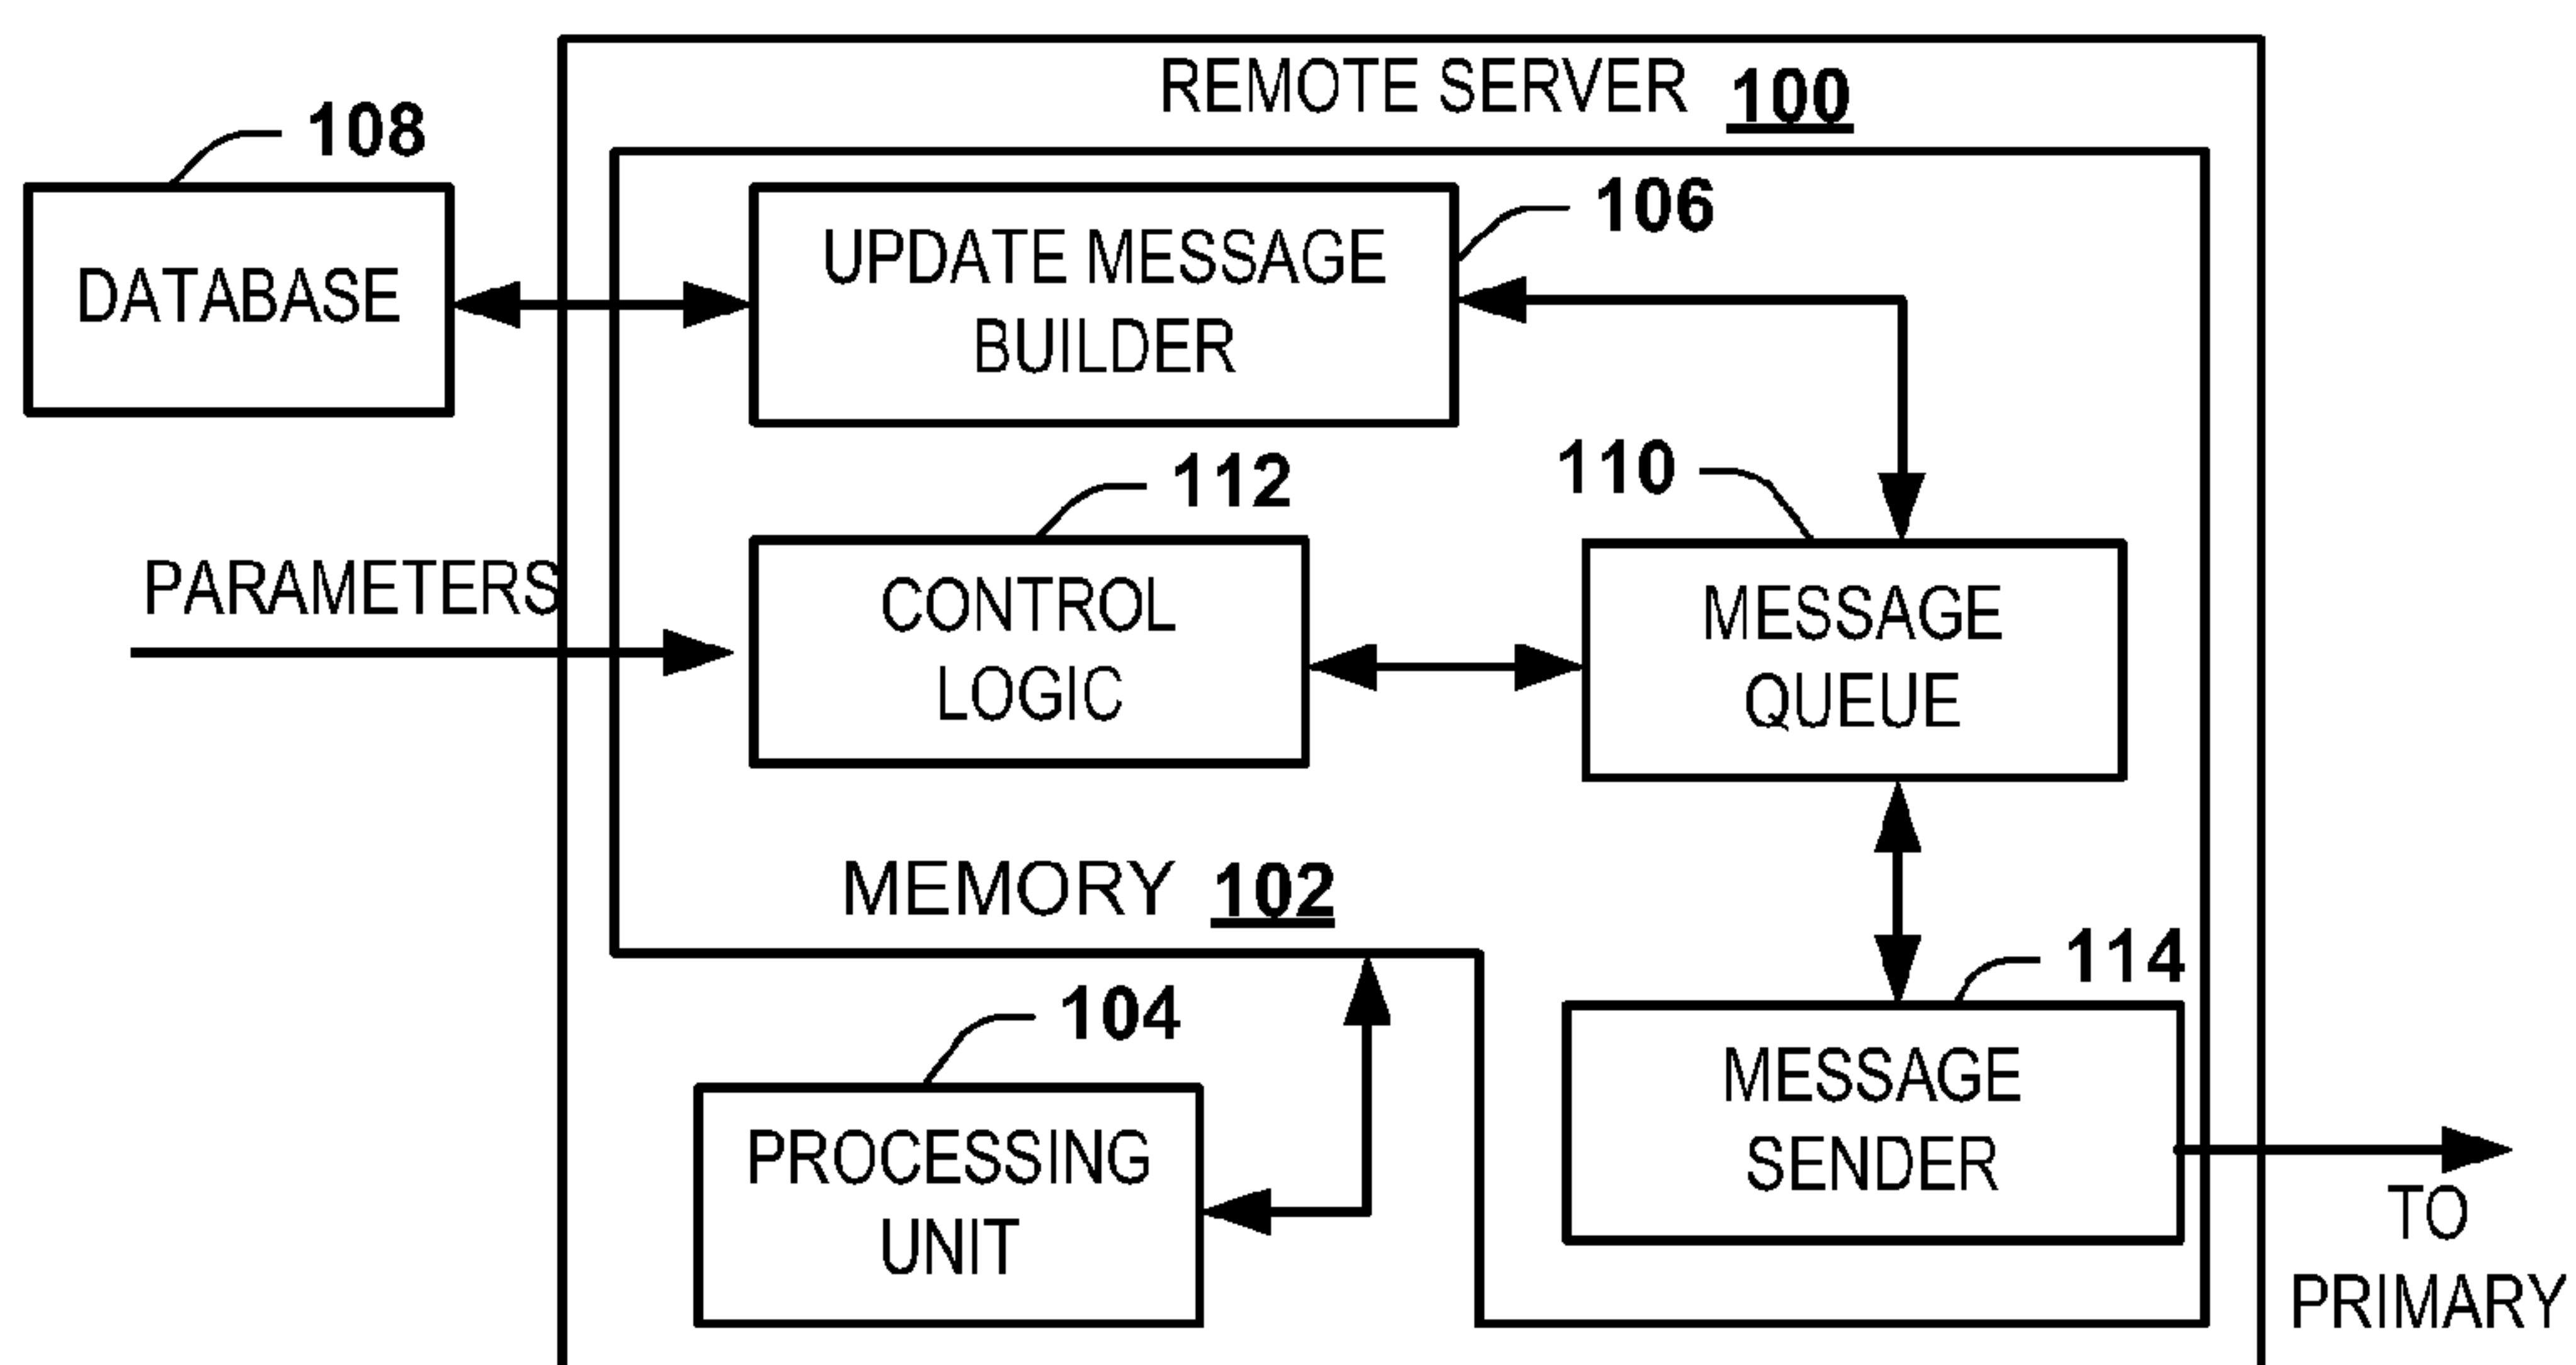 REMOTE SERVER 100
108
DATABASE
UPDATE MESSAGE
BUILDER
106
112
110
PARAMETERS
CONTROL
LOGIC
MESSAGE
QUEUE
MEMORY 102
104
PROCESSING
UNIT
114
MESSAGE
SENDER
TO
PRIMARY